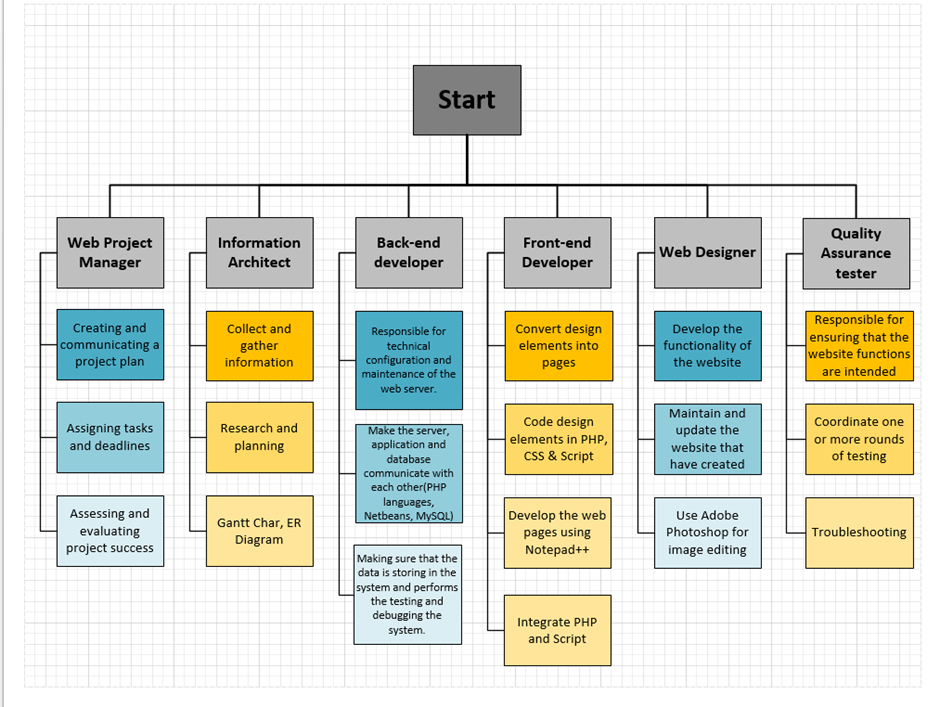 Start
Web Project
Manager
Creating and
communicating a
project plan
Assigning tasks
and deadlines
Assessing and
evaluating
project success
Information
Architect
Collect and
gather
information
Research and
planning
Gantt Char, ER
Diagram
Back-end
developer
Responsible for
technical
configuration and
maintenance of the
web server.
Make the server,
application and
database
communicate with
each other(PHP
languages,
Netbeans, MySQL)
Making sure that the
data is storing in the
system and performs
the testing and
debugging the
system.
Front-end
Developer
Convert design
elements into
pages
Code design
elements in PHP,
CSS & Script
Develop the web
pages using
Notepad++
Integrate PHP
and Script
Web Designer
Develop the
functionality of
the website
Maintain and
update the
website that
have created
Use Adobe
Photoshop for
image editing
Quality
Assurance
tester
Responsible for
ensuring that the
website functions
are intended
Coordinate one
or more rounds
of testing
Troubleshooting